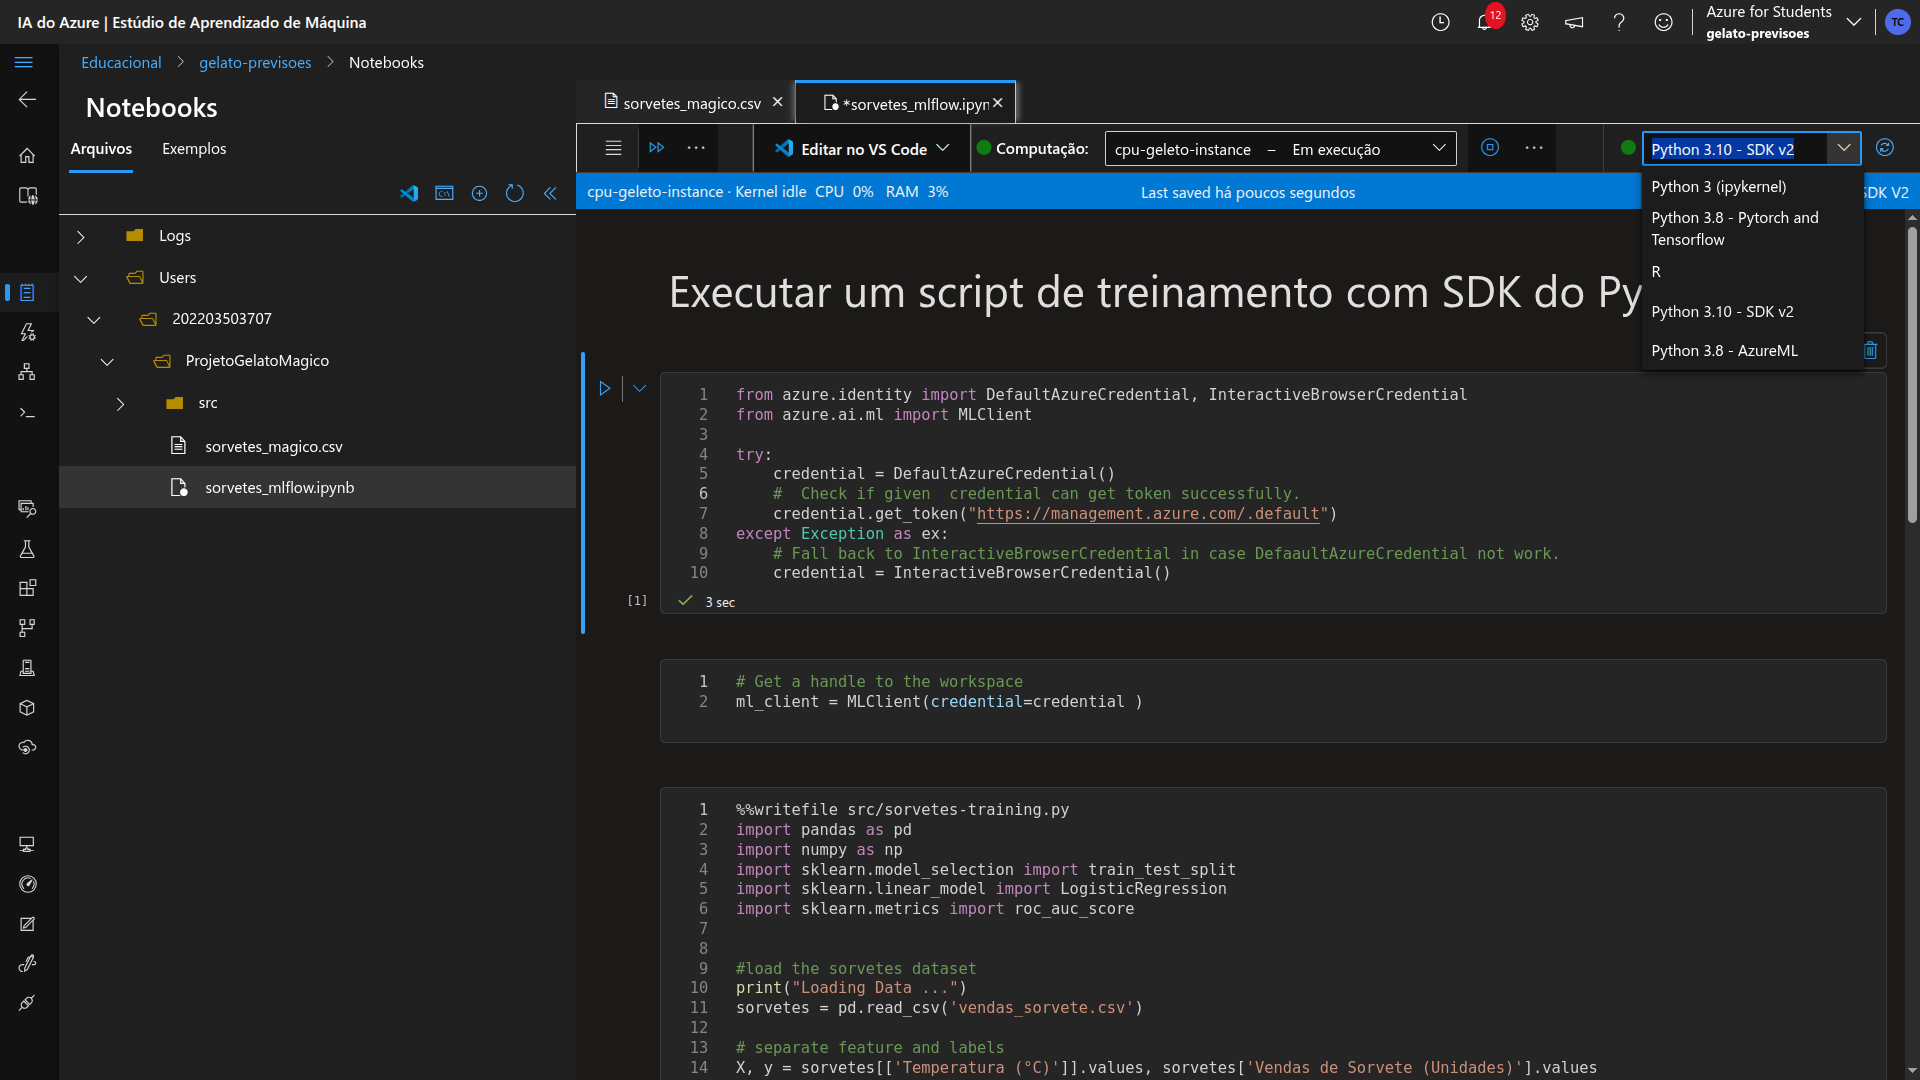 IA do Azure | Estúdio de Aprendizado de Máquina
12
Azure for Students
gelato-previsoes
TC
Educacional > gelato-previsoes > Notebooks
Notebooks
Arquivos
Exemplos
Logs
Users
202203503707
ProjetoGelatoMagico
src
sorvetes_magico.csv
sorvetes_mlflow.ipynb
sorvetes_magico.csv
*sorvetes_mlflow.ipyn
Editar no VS Code
Computação:
cpu-geleto-instance – Em execução
Python 3.10 - SDK v2
cpu-geleto-instance · Kernel idle CPU 0% RAM 3%
Last saved há poucos segundos
SDK V2
Python 3 (ipykernel)
Python 3.8 - Pytorch and
Tensorflow
R
Python 3.10 - SDK v2
Python 3.8 - AzureML
Executar um script de treinamento com SDK do Py
1 from azure.identity import DefaultAzureCredential, InteractiveBrowserCredential
2 from azure.ai.ml import MLClient
3
4 try:
5     credential = DefaultAzureCredential()
6     #  Check if given  credential can get token successfully.
7     credential.get_token("https://management.azure.com/.default")
8 except Exception as ex:
9     # Fall back to InteractiveBrowserCredential in case DefaaultAzureCredential not work.
10     credential = InteractiveBrowserCredential()
[1]
3 sec
1 # Get a handle to the workspace
2 ml_client = MLClient(credential=credential )
1 %%writefile src/sorvetes-training.py
2 import pandas as pd
3 import numpy as np
4 import sklearn.model_selection import train_test_split
5 import sklearn.linear_model import LogisticRegression
6 import sklearn.metrics import roc_auc_score
7
8
9 #load the sorvetes dataset
10 print("Loading Data ...")
11 sorvetes = pd.read_csv('vendas_sorvete.csv')
12
13 # separate feature and labels
14 X, y = sorvetes[['Temperatura (°C)']].values, sorvetes['Vendas de Sorvete (Unidades)'].values